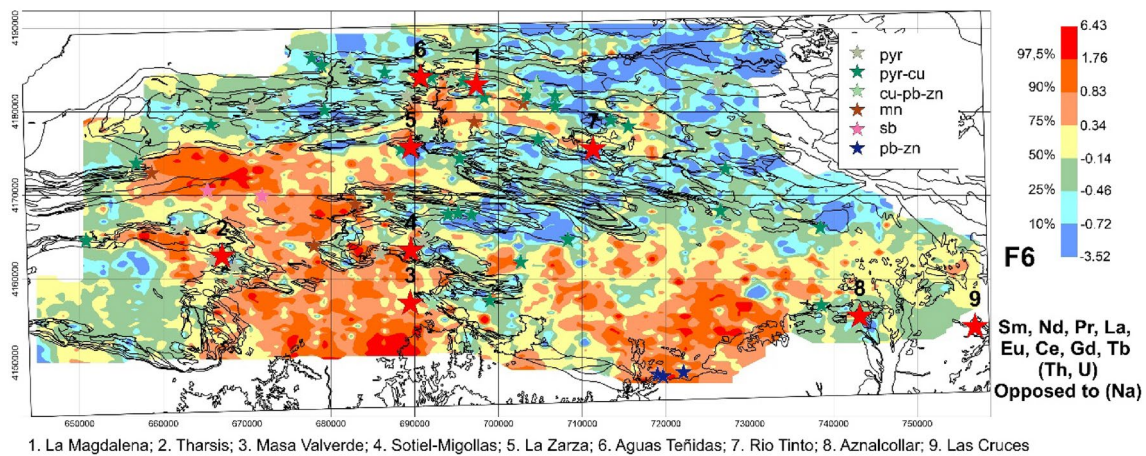 4190000
4180000
4170000
4160000
4150000
650000 660000 670000 680000 690000 700000 710000 720000 730000 740000 750000
6
1
5
7
2
4
3
8
9
pyr
pyr-cu
cu-pb-zn
mn
sb
pb-zn
6.43
97,5% 1.76
90% 0.83
75% 0.34
50% -0.14
25% -0.46
10% -0.72
-3.52
F6
Sm, Nd, Pr, La,
Eu, Ce, Gd, Tb
(Th, U)
Opposed to (Na)
1. La Magdalena; 2. Tharsis; 3. Masa Valverde; 4. Sotiel-Migollas; 5. La Zarza; 6. Aguas Teñidas; 7. Rio Tinto; 8. Aznalcollar; 9. Las Cruces